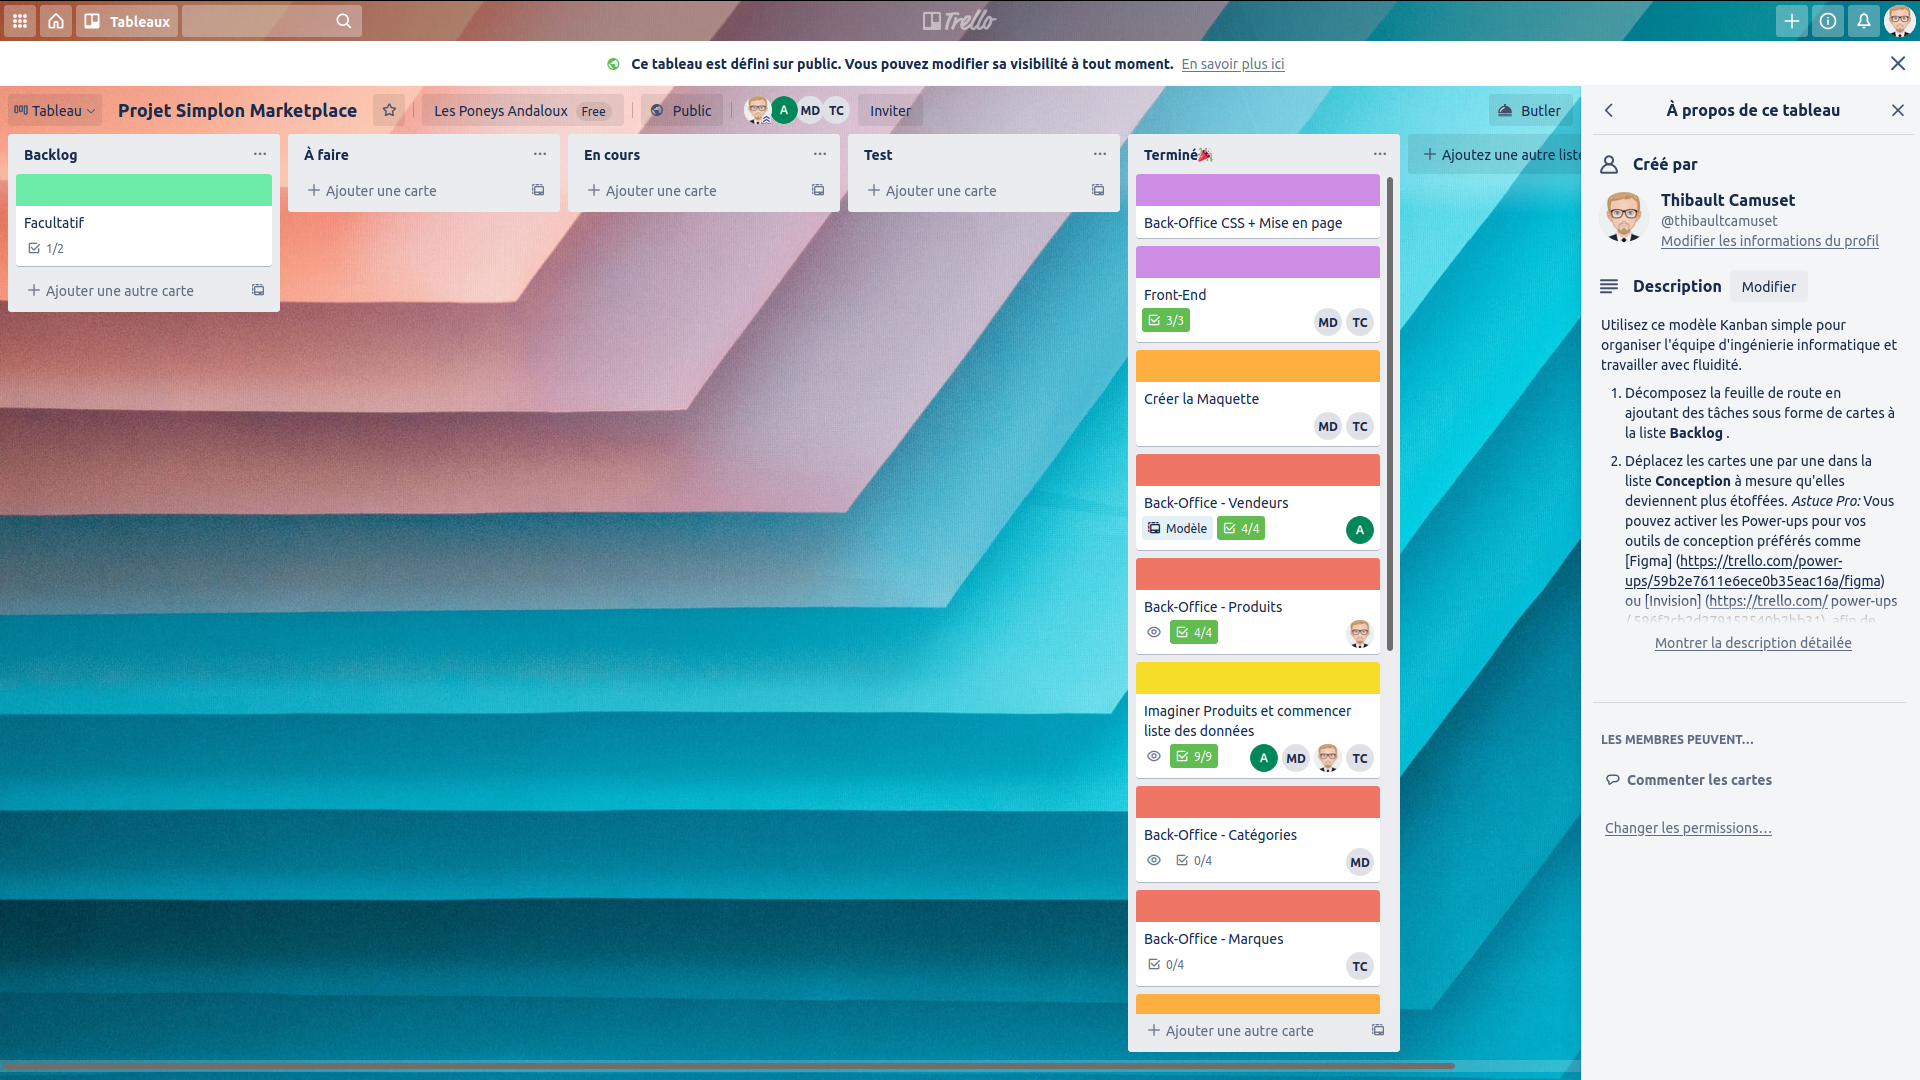 Tableaux
Trello
Ce tableau est défini sur public. Vous pouvez modifier sa visibilité à tout moment. En savoir plus ici
Tableau
Projet Simplon Marketplace
Les Poneys Andaloux Free
Public
A MD TC
Inviter
Butler
Backlog
Facultatif
1/2
+ Ajouter une autre carte
À faire
+ Ajouter une carte
En cours
+ Ajouter une carte
Test
+ Ajouter une carte
Terminé🎉
Back-Office CSS + Mise en page
Front-End
3/3 MD TC
Créer la Maquette
MD TC
Back-Office - Vendeurs
Modèle 4/4 A
Back-Office - Produits
4/4
Imaginer Produits et commencer
liste des données
9/9 A MD TC
Back-Office - Catégories
0/4 MD
Back-Office - Marques
0/4 TC
+ Ajouter une autre carte
+ Ajoutez une autre liste
À propos de ce tableau
Créé par
Thibault Camuset
@thibaultcamuset
Modifier les informations du profil
Description Modifier
Utilisez ce modèle Kanban simple pour
organiser l'équipe d'ingénierie informatique et
travailler avec fluidité.
1. Décomposez la feuille de route en
ajoutant des tâches sous forme de cartes à
la liste Backlog .
2. Déplacez les cartes une par une dans la
liste Conception à mesure qu'elles
deviennent plus étoffées. Astuce Pro: Vous
pouvez activer les Power-ups pour vos
outils de conception préférés comme
[Figma] (https://trello.com/power-
ups/59b2e7611e6ece0b35eac16a/figma)
ou [Invision] (https://trello.com/ power-ups
/ 596f2cb2d279152540b2bb31), afin de
Montrer la description détaillée
LES MEMBRES PEUVENT…
Commenter les cartes
Changer les permissions…